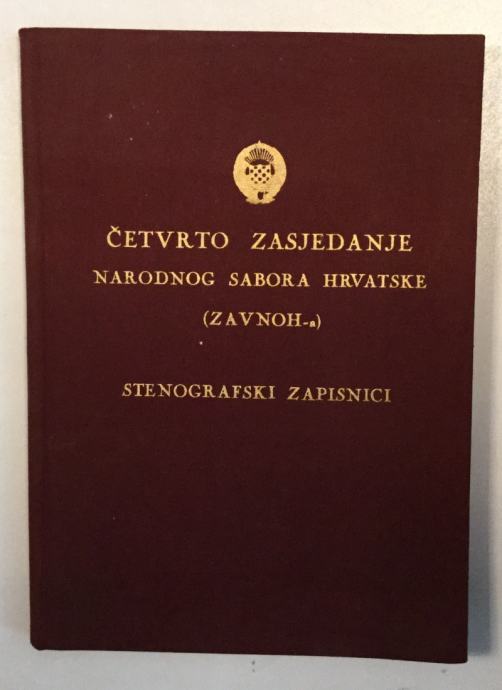 ČETVRTO ZASJEDANJE
NARODNOG SABORA HRVATSKE
(ZAVNOH-a)
STENOGRAFSKI ZAPISNICI